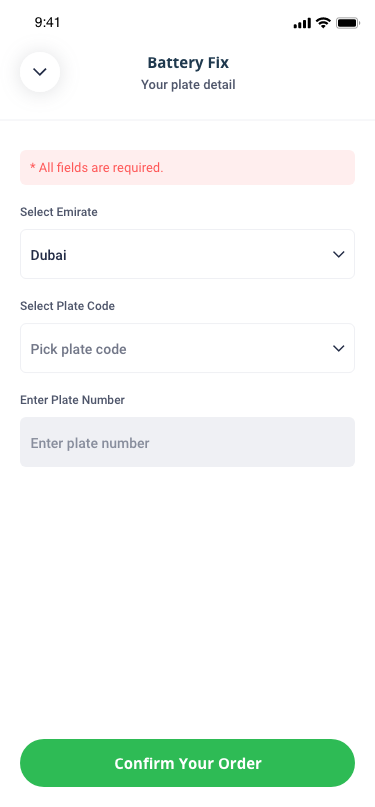 9:41
Battery Fix
Your plate detail
* All fields are required.
Select Emirate
Dubai
Select Plate Code
Pick plate code
Enter Plate Number
Enter plate number
Confirm Your Order